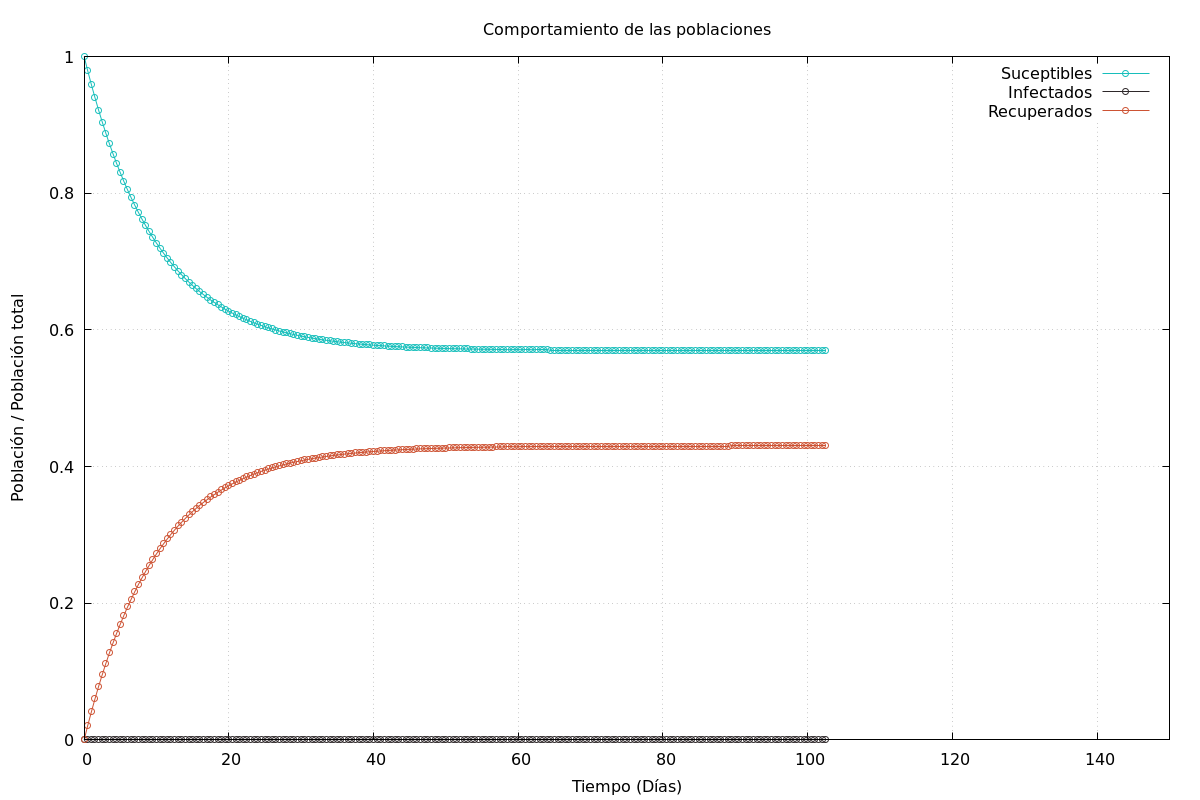 Comportamiento de las poblaciones
Suceptibles
Infectados
Recuperados
Población / Población total
1
0.8
0.6
0.4
0.2
0
0 20 40 60 80 100 120 140
Tiempo (Días)